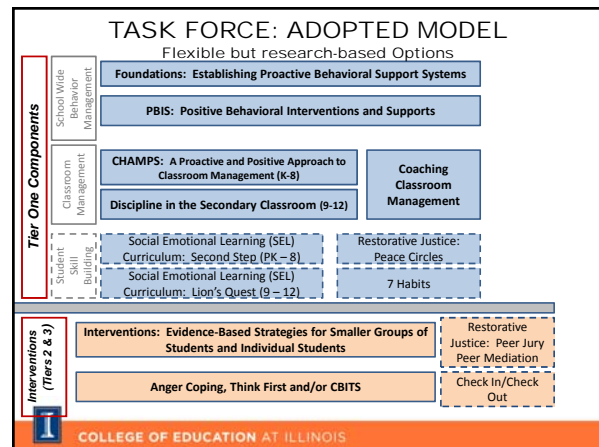 TASK FORCE: ADOPTED MODEL
Flexible but research-based Options
Tier One Components
School Wide
Behavior
Management
Foundations: Establishing Proactive Behavioral Support Systems
PBIS: Positive Behavioral Interventions and Supports
Classroom
Management
CHAMPS: A Proactive and Positive Approach to
Classroom Management (K-8)
Discipline in the Secondary Classroom (9-12)
Coaching
Classroom
Management
Student
Skill
Building
Social Emotional Learning (SEL)
Curriculum: Second Step (PK – 8)
Restorative Justice:
Peace Circles
Social Emotional Learning (SEL)
Curriculum: Lion's Quest (9 – 12)
7 Habits
Interventions
(Tiers 2 & 3)
Interventions: Evidence-Based Strategies for Smaller Groups of
Students and Individual Students
Restorative
Justice: Peer Jury
Peer Mediation
Anger Coping, Think First and/or CBITS
Check In/Check
Out
I
COLLEGE OF EDUCATION AT ILLINOIS